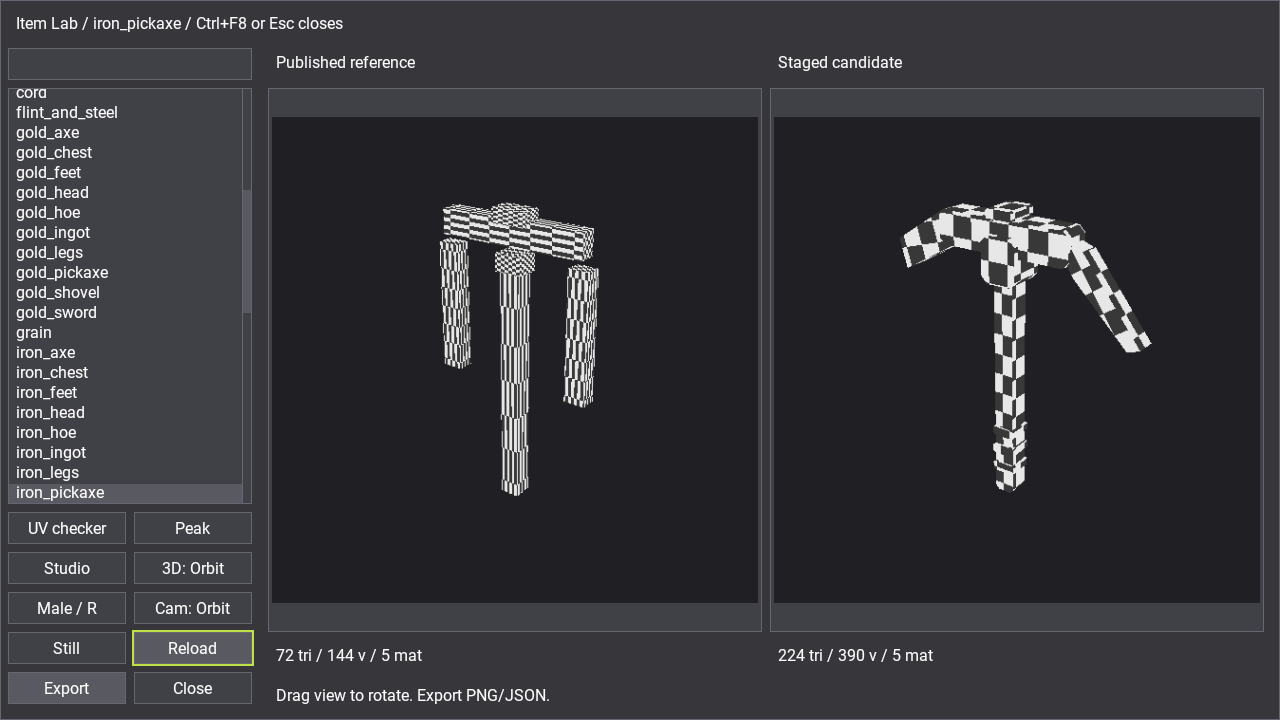 Item Lab / iron_pickaxe / Ctrl+F8 or Esc closes
Published reference
Staged candidate
cord
flint_and_steel
gold_axe
gold_chest
gold_feet
gold_head
gold_hoe
gold_ingot
gold_legs
gold_pickaxe
gold_shovel
gold_sword
grain
iron_axe
iron_chest
iron_feet
iron_head
iron_hoe
iron_ingot
iron_legs
iron_pickaxe
UV checker
Peak
Studio
3D: Orbit
Male / R
Cam: Orbit
Still
Reload
Export
Close
72 tri / 144 v / 5 mat
224 tri / 390 v / 5 mat
Drag view to rotate. Export PNG/JSON.